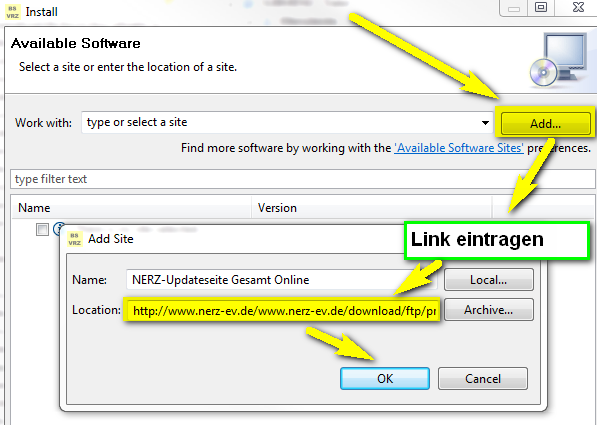 BS VRZ Install
Available Software
Select a site or enter the location of a site.
Work with: type or select a site Add...
Find more software by working with the 'Available Software Sites' preferences.
type filter text
Name Version
Link eintragen
BS VRZ Add Site
Name: NERZ-Updateseite Gesamt Online Local...
Location: http://www.nerz-ev.de/www.nerz-ev.de/download/ftp/pr Archive...
OK Cancel